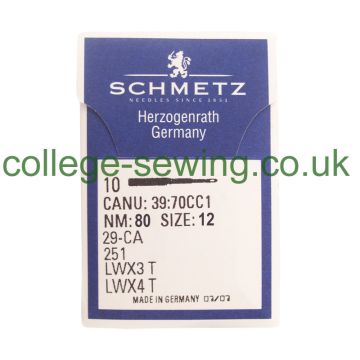 SCHMETZ
NEEDLES SINCE 1851
Herzogenrath
Germany
college-sewing.co.uk
10
CANU: 39:70CC1
NM: 80 SIZE: 12
29-CA
251
LWX3 T
LWX4 T
MADE IN GERMANY 07/07